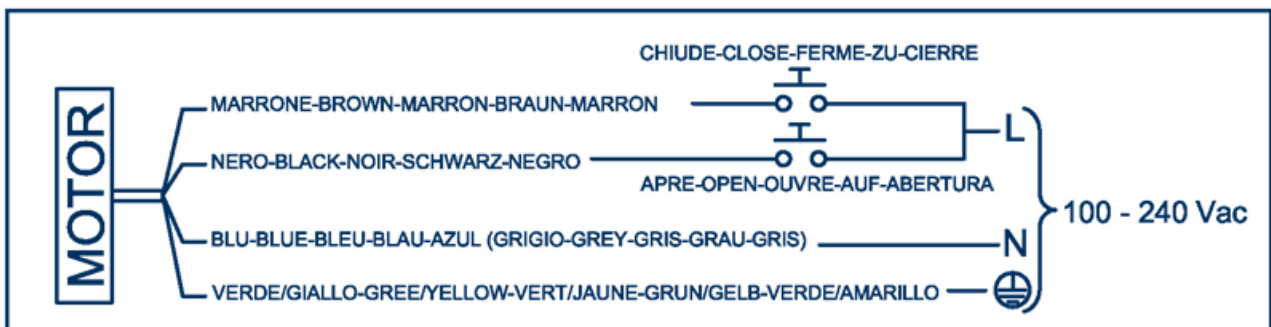 MOTOR
CHIUDE-CLOSE-FERME-ZU-CIERRE
MARRONE-BROWN-MARRON-BRAUN-MARRON
L
NERO-BLACK-NOIR-SCHWARZ-NEGRO
APRE-OPEN-OUVRE-AUF-ABERTURA
100 - 240 Vac
BLU-BLUE-BLEU-BLAU-AZUL (GRIGIO-GREY-GRIS-GRAU-GRIS)
N
VERDE/GIALLO-GREE/YELLOW-VERT/JAUNE-GRUN/GELB-VERDE/AMARILLO